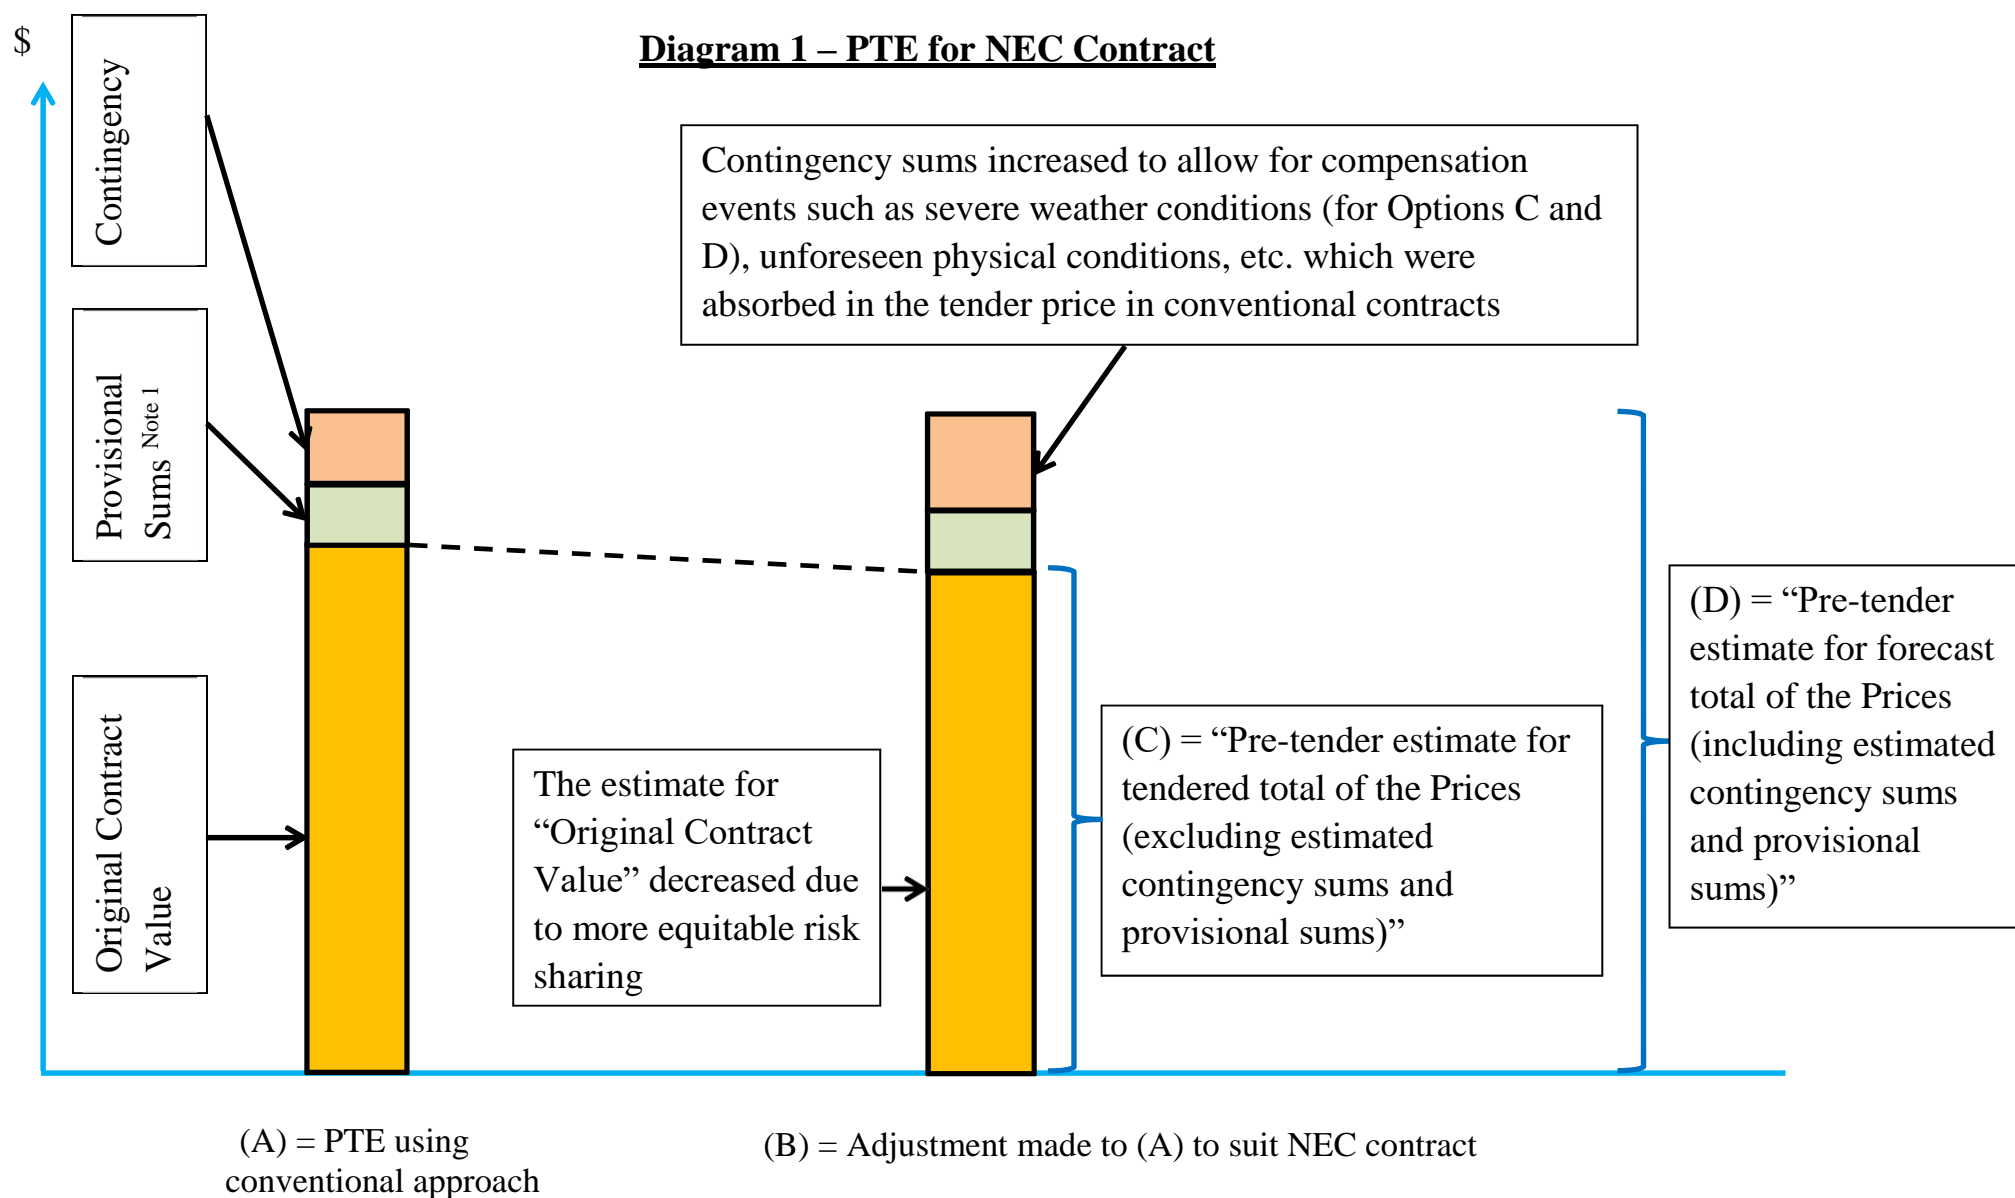 $
Diagram 1 – PTE for NEC Contract
Contingency
Provisional
Sums Note 1
Original Contract
Value
Contingency sums increased to allow for compensation
events such as severe weather conditions (for Options C and
D), unforeseen physical conditions, etc. which were
absorbed in the tender price in conventional contracts
The estimate for
“Original Contract
Value” decreased due
to more equitable risk
sharing
(C) = “Pre-tender estimate for
tendered total of the Prices
(excluding estimated
contingency sums and
provisional sums)”
(D) = “Pre-tender
estimate for forecast
total of the Prices
(including estimated
contingency sums
and provisional
sums)”
(A) = PTE using
conventional approach
(B) = Adjustment made to (A) to suit NEC contract